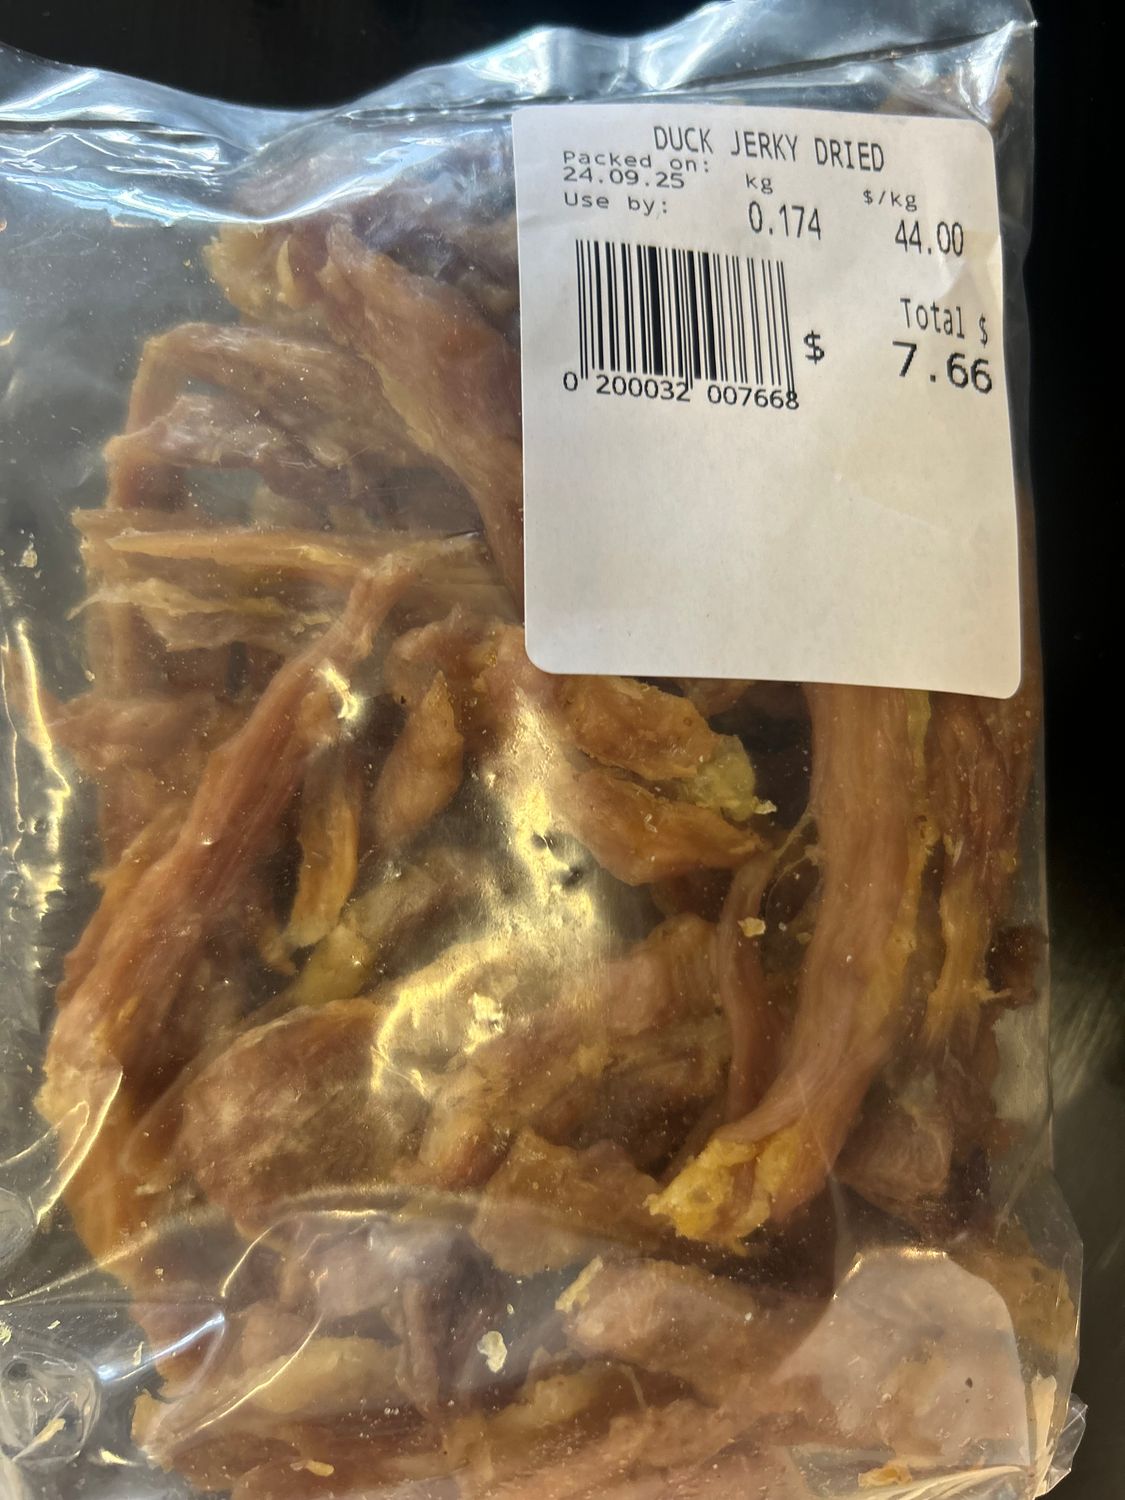 DUCK JERKY DRIED
Packed on:
24.09.25
kg
$/kg
Use by:
0.174
44.00
Total $
$ 7.66
0 200032 007668